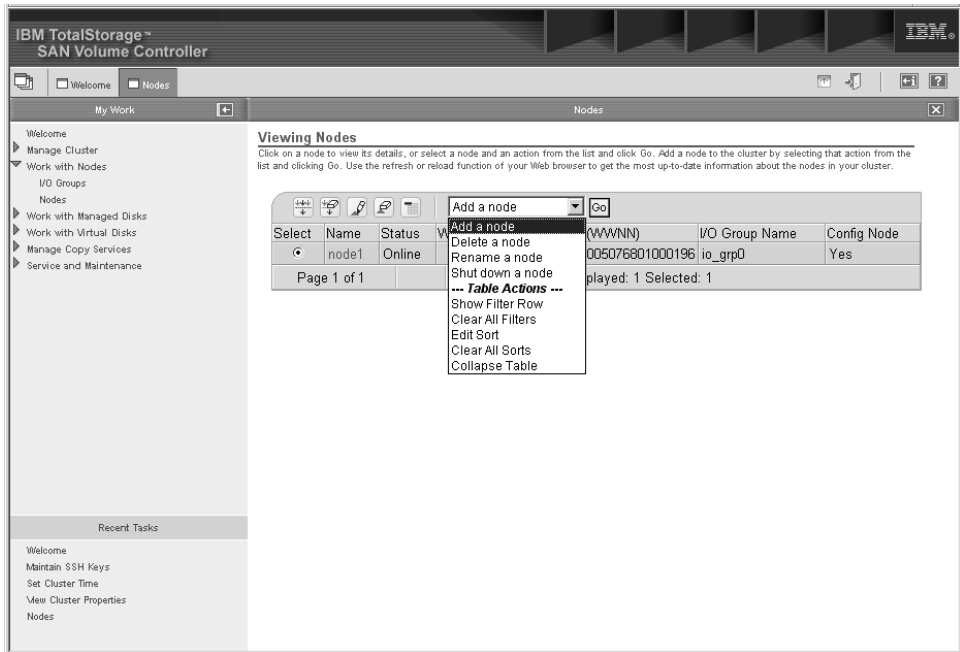 IBM TotalStorage™
SAN Volume Controller
IBM®
Welcome
Nodes
?
My Work
Nodes
Welcome
Manage Cluster
Work with Nodes
I/O Groups
Nodes
Work with Managed Disks
Work with Virtual Disks
Manage Copy Services
Service and Maintenance
Viewing Nodes
Click on a node to view its details, or select a node and an action from the list and click Go. Add a node to the cluster by selecting that action from the
list and clicking Go. Use the refresh or reload function of your Web browser to get the most up-to-date information about the nodes in your cluster.
Add a node
Go
Select Name Status W (WWNN) I/O Group Name Config Node
node1 Online 005076801000196 io_grp0 Yes
Page 1 of 1 played: 1 Selected: 1
Add a node
Delete a node
Rename a node
Shut down a node
--- Table Actions ---
Show Filter Row
Clear All Filters
Edit Sort
Clear All Sorts
Collapse Table
Recent Tasks
Welcome
Maintain SSH Keys
Set Cluster Time
View Cluster Properties
Nodes